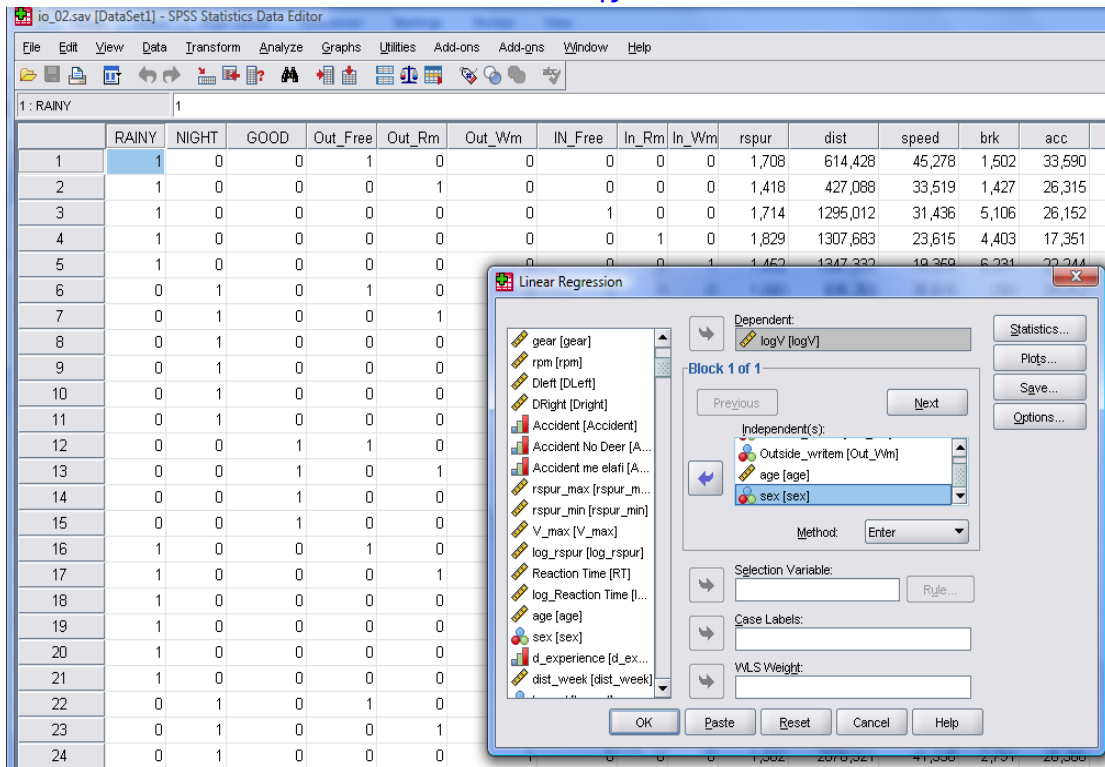 io_02.sav [DataSet1] - SPSS Statistics Data Editor
File Edit View Data Transform Analyze Graphs Utilities Add-ons Add-ons Window Help
1 : RAINY 1
RAINY NIGHT GOOD Out_Free Out_Rm Out_Wm IN_Free In_Rm In_Wm rspur dist speed brk acc
1 1 0 0 1 0 0 0 0 0 1,708 614,428 45,278 1,502 33,590
2 1 0 0 0 1 0 0 0 0 1,418 427,088 33,519 1,427 26,315
3 1 0 0 0 0 0 1 0 0 1,714 1295,012 31,436 5,106 26,152
4 1 0 0 0 0 0 0 1 0 1,829 1307,683 23,615 4,403 17,351
5 1 0 0 0 0 0 0 0 1 1,452 1347,332 19,359 6,231 22,244
6 0 1 0 1 0
7 0 1 0 0 1
8 0 1 0 0 0
9 0 1 0 0 0
10 0 1 0 0 0
11 0 1 0 0 0
12 0 0 1 1 0
13 0 0 1 0 1
14 0 0 1 0 0
15 0 0 1 0 0
16 1 0 0 1 0
17 1 0 0 0 1
18 1 0 0 0 0
19 1 0 0 0 0
20 1 0 0 0 0
21 1 0 0 0 0
22 0 1 0 1 0
23 0 1 0 0 1
24 0 1 0 0 0
Linear Regression
gear [gear]
rpm [rpm]
Dleft [DLeft]
DRight [Dright]
Accident [Accident]
Accident No Deer [A...
Accident me elafi [A...
rspur_max [rspur_m...
rspur_min [rspur_min]
V_max [V_max]
log_rspur [log_rspur]
Reaction Time [RT]
log_Reaction Time [l...
age [age]
sex [sex]
d_experience [d_ex...
dist_week [dist_week]
Dependent:
logV [logV]
Block 1 of 1
Previous Next
Independent(s):
Outside_writem [Out_Wm]
age [age]
sex [sex]
Method: Enter
Selection Variable:
Rule...
Case Labels:
WLS Weight:
Statistics...
Plots...
Save...
Options...
OK Paste Reset Cancel Help